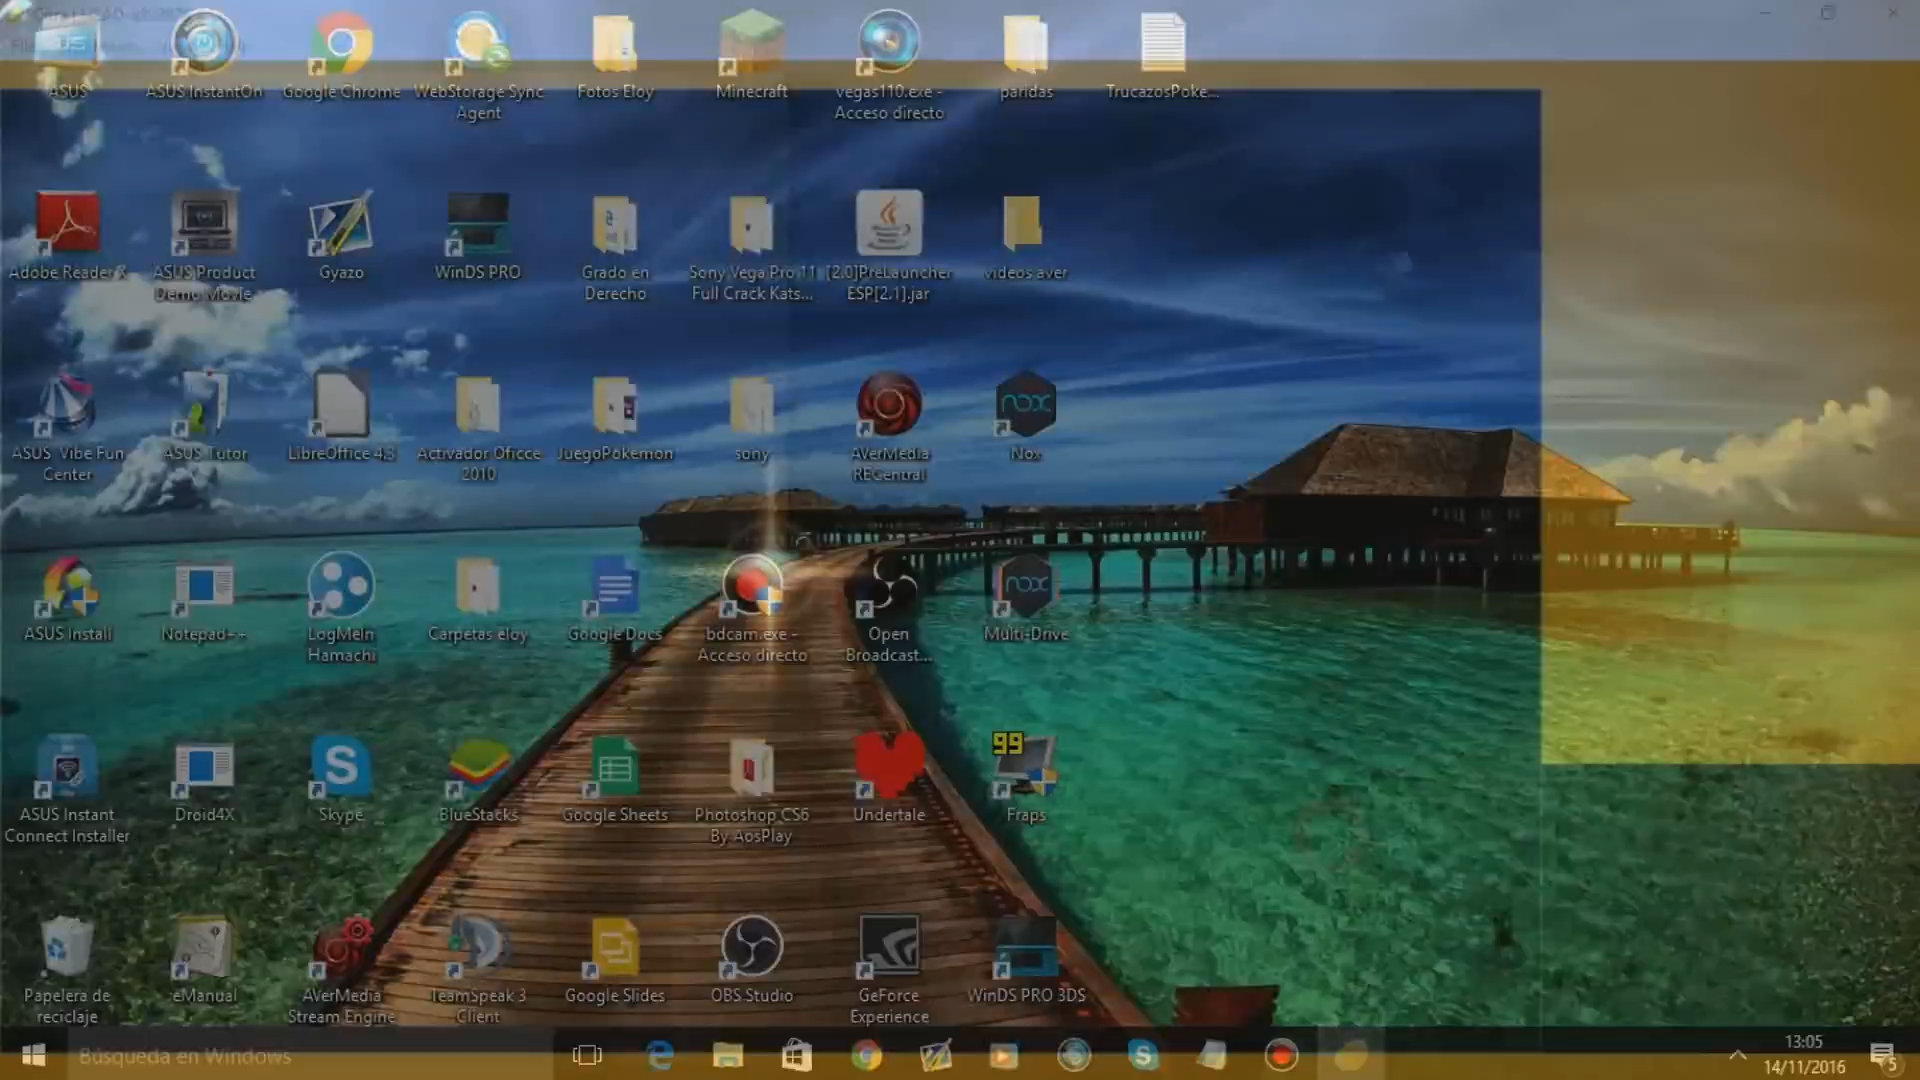 ASUS
ASUS InstantOn
Google Chrome
WebStorage Sync
Agent
Fotos Eloy
Minecraft
vegas110.exe -
Acceso directo
paridas
TrucazosPoke...
Adobe Reader X
ASUS Product
Demo Movie
Gyazo
WinDS PRO
Grado en
Derecho
Sony Vega Pro 11
Full Crack Kats...
[2.0]PreLauncher
ESP[2.1].jar
videos aver
ASUS Vibe Fun
Center
ASUS Tutor
LibreOffice 4.3
Activador Oficce
2010
JuegoPokemon
sony
AVerMedia
RECentral
nox
Nox
ASUS Install
Notepad++
LogMeIn
Hamachi
Carpetas eloy
Google Docs
bdcam.exe -
Acceso directo
Open
Broadcast...
nox
Multi-Drive
99
ASUS Instant
Connect Installer
Droid4X
Skype
BlueStacks
Google Sheets
Photoshop CS6
By AosPlay
Undertale
Fraps
Papelera de
reciclaje
eManual
AVerMedia
Stream Engine
TeamSpeak 3
Client
Google Slides
OBS Studio
GeForce
Experience
WinDS PRO 3DS
Búsqueda en Windows
13:05
14/11/2016
5